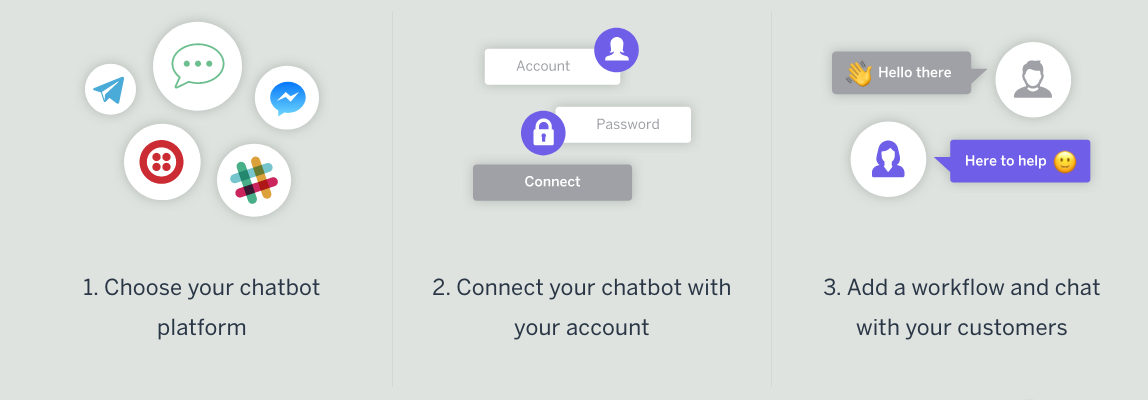 Account
Password
Connect
Hello there
Here to help
1. Choose your chatbot
platform
2. Connect your chatbot with
your account
3. Add a workflow and chat
with your customers